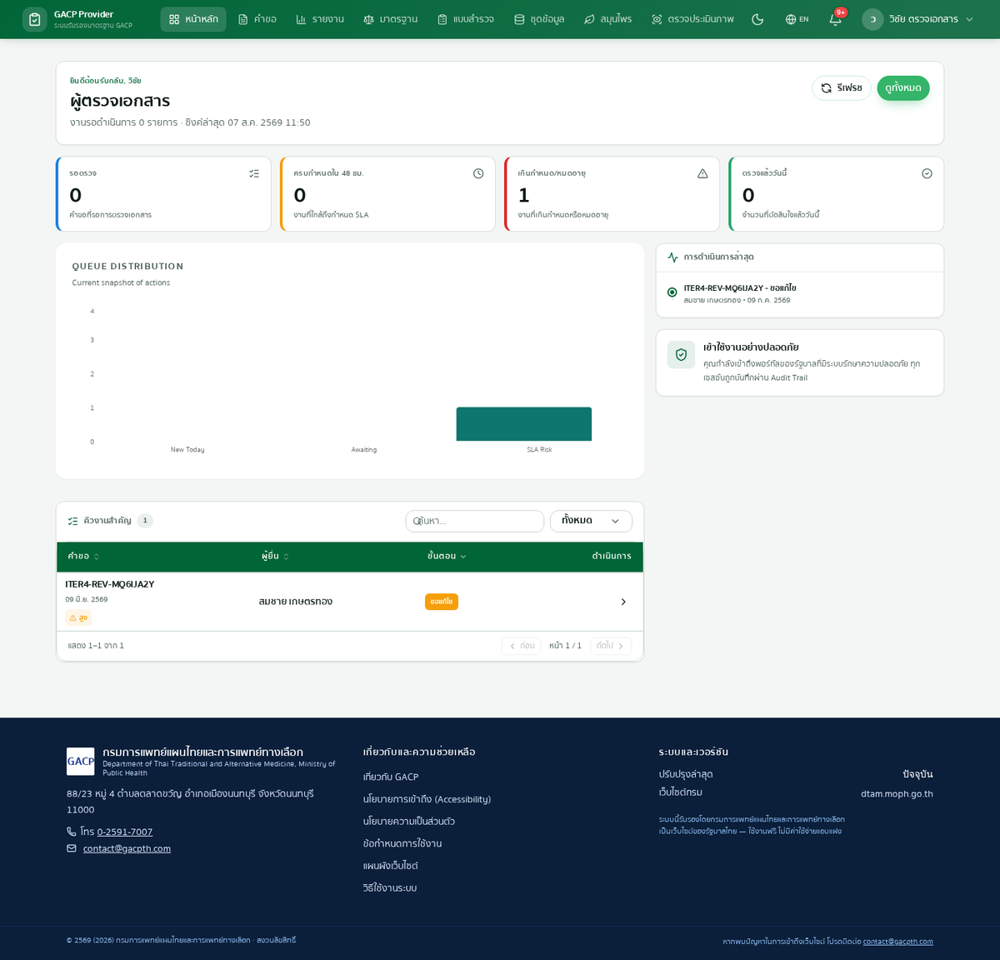 GACP Provider
ระบบรับรองมาตรฐาน GACP
หน้าหลัก
คำขอ
รายงาน
มาตรฐาน
แบบสำรวจ
ชุดข้อมูล
สมุนไพร
ตรวจประเมินภาพ
EN
9+
ว
วิชัย ตรวจเอกสาร
ยินดีต้อนรับกลับ, วิชัย
ผู้ตรวจเอกสาร
งานรอดำเนินการ 0 รายการ · ซิงค์ล่าสุด 07 ส.ค. 2569 11:50
รีเฟรช
ดูทั้งหมด
รอตรวจ
0
คำขอที่รอการตรวจเอกสาร
ครบกำหนดใน 48 ชม.
0
งานที่ใกล้ถึงกำหนด SLA
เกินกำหนด/หมดอายุ
1
งานที่เกินกำหนดหรือหมดอายุ
ตรวจแล้ววันนี้
0
จำนวนที่ตัดสินใจแล้ววันนี้
QUEUE DISTRIBUTION
Current snapshot of actions
4
3
2
1
0
New Today
Awaiting
SLA Risk
การดำเนินการล่าสุด
ITER4-REV-MQ6IJA2Y - ขอแก้ไข
สมชาย เกษตรทอง • 09 ก.ค. 2569
เข้าใช้งานอย่างปลอดภัย
คุณกำลังเข้าถึงพอร์ทัลของรัฐบาลที่มีระบบรักษาความปลอดภัย ทุก
เซสชันถูกบันทึกผ่าน Audit Trail
คิวงานสำคัญ
1
ค้นหา...
ทั้งหมด
คำขอ
ผู้ยื่น
ขั้นตอน
ดำเนินการ
ITER4-REV-MQ6IJA2Y
09 มิ.ย. 2569
สูง
สมชาย เกษตรทอง
ขอแก้ไข
แสดง 1–1 จาก 1
ก่อน
หน้า 1 / 1
ถัดไป
GACP
กรมการแพทย์แผนไทยและการแพทย์ทางเลือก
Department of Thai Traditional and Alternative Medicine, Ministry of
Public Health
88/23 หมู่ 4 ตำบลตลาดขวัญ อำเภอเมืองนนทบุรี จังหวัดนนทบุรี
11000
โทร 0-2591-7007
contact@gacpth.com
เกี่ยวกับและความช่วยเหลือ
เกี่ยวกับ GACP
นโยบายการเข้าถึง (Accessibility)
นโยบายความเป็นส่วนตัว
ข้อกำหนดการใช้งาน
แผนผังเว็บไซต์
วิธีใช้งานระบบ
ระบบและเวอร์ชัน
ปรับปรุงล่าสุด
ปัจจุบัน
เว็บไซต์กรม
dtam.moph.go.th
ระบบนี้รับรองโดยกรมการแพทย์แผนไทยและการแพทย์ทางเลือก
เป็นเว็บไซต์ของรัฐบาลไทย — ใช้งานฟรี ไม่มีค่าใช้จ่ายแอบแฝง
© 2569 (2026) กรมการแพทย์แผนไทยและการแพทย์ทางเลือก · สงวนลิขสิทธิ์
หากพบปัญหาในการเข้าถึงเว็บไซต์ โปรดติดต่อ contact@gacpth.com